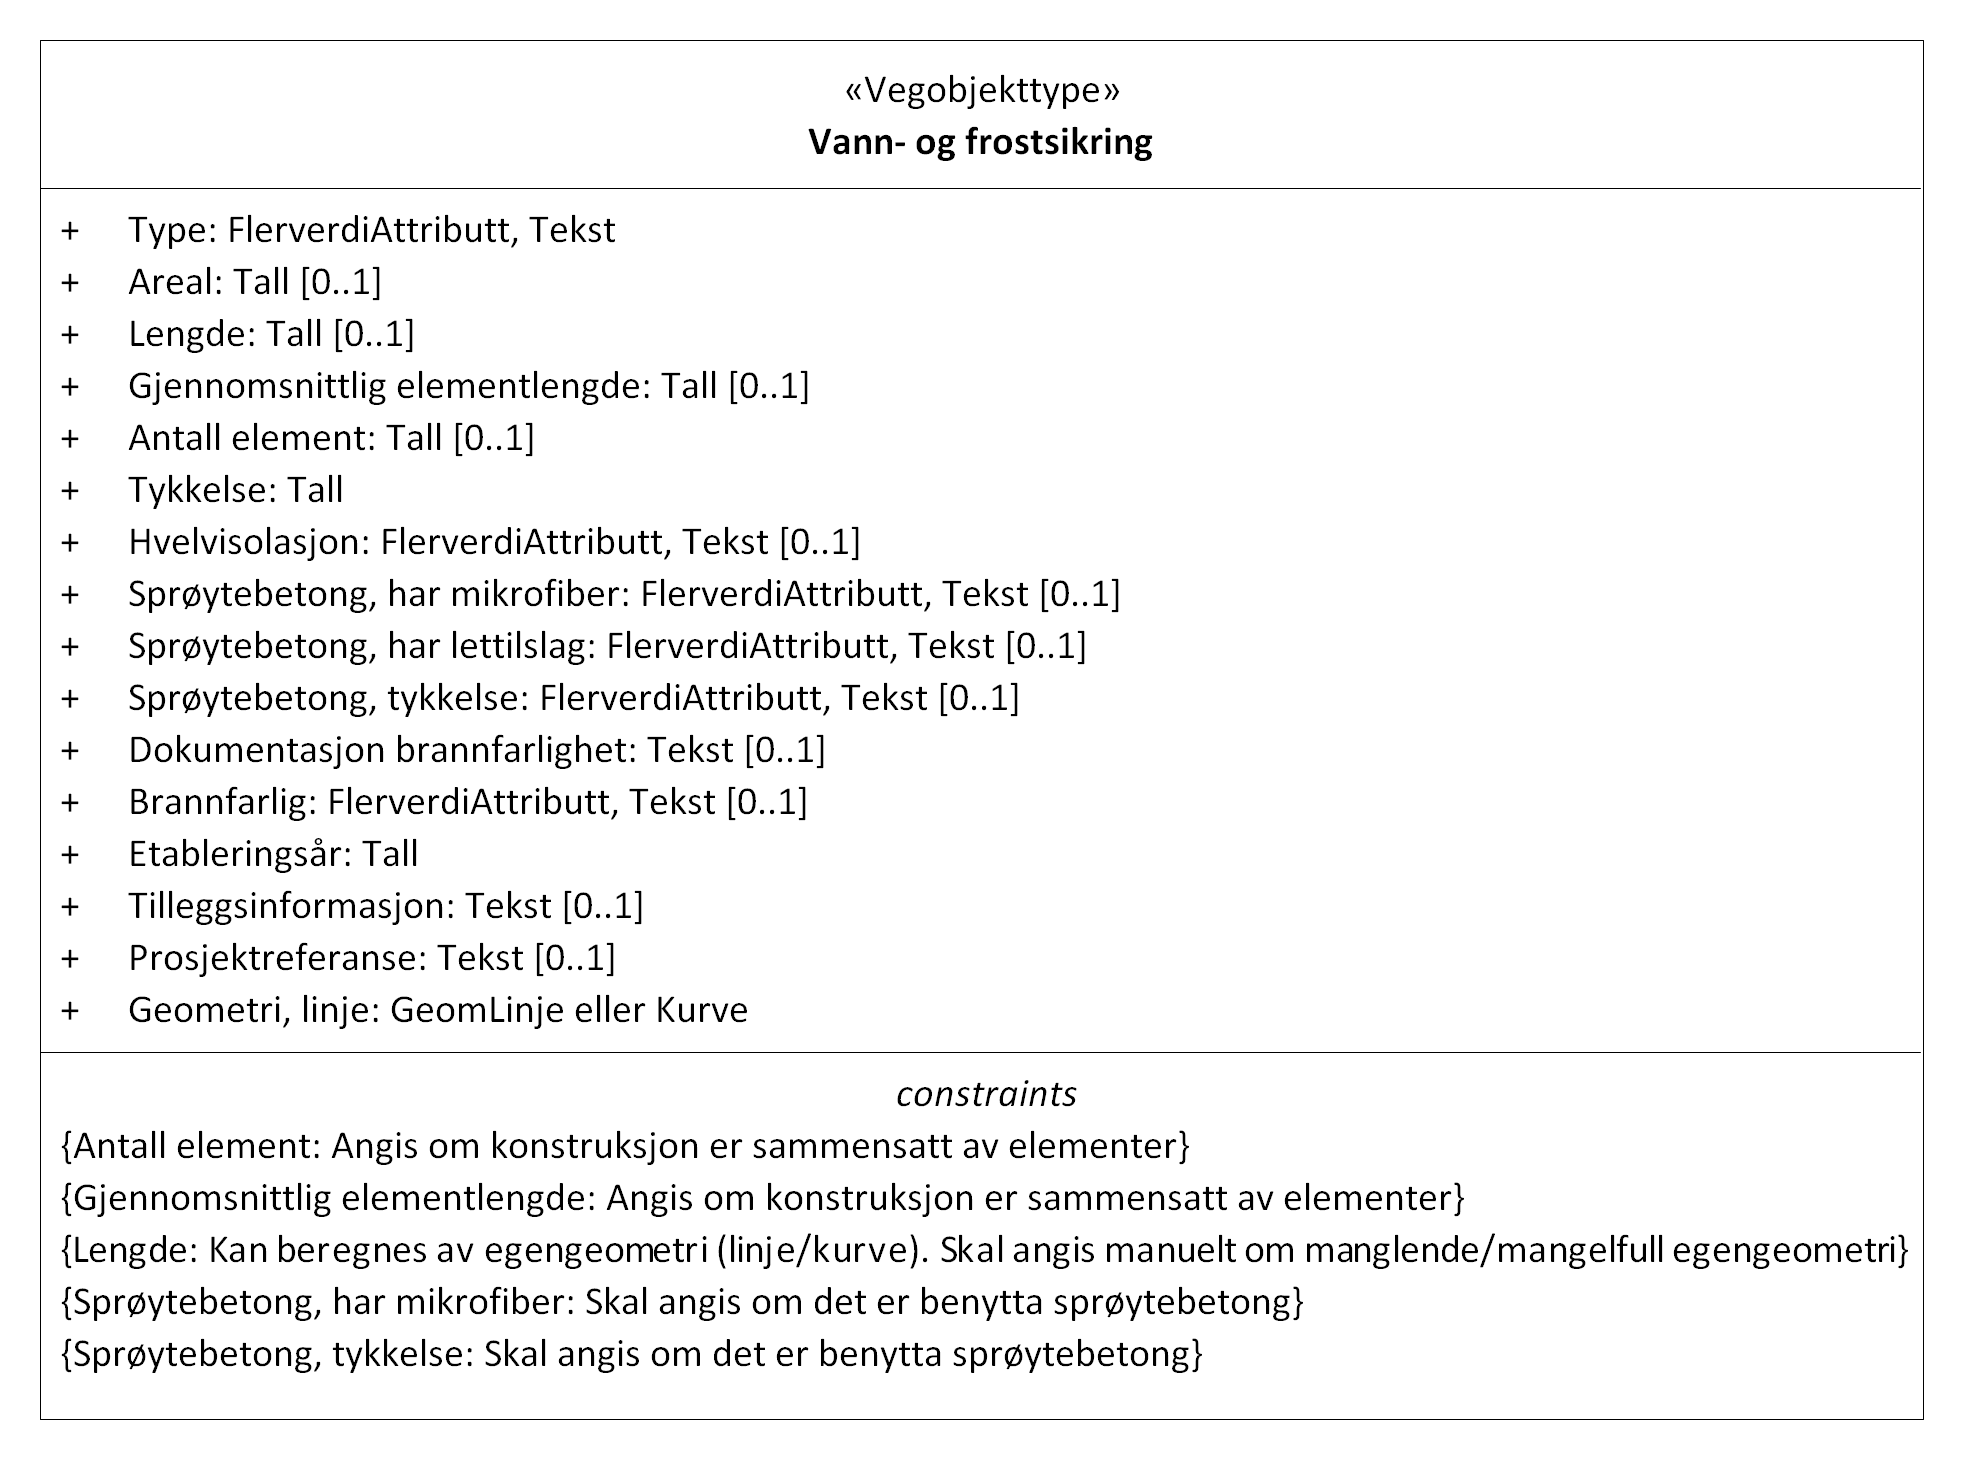 «Vegobjekttype»
Vann- og frostsikring
+ Type: FlerverdiAttributt, Tekst
+ Areal: Tall [0..1]
+ Lengde: Tall [0..1]
+ Gjennomsnittlig elementlengde: Tall [0..1]
+ Antall element: Tall [0..1]
+ Tykkelse: Tall
+ Hvelvisolasjon: FlerverdiAttributt, Tekst [0..1]
+ Sprøytebetong, har mikrofiber: FlerverdiAttributt, Tekst [0..1]
+ Sprøytebetong, har lettilslag: FlerverdiAttributt, Tekst [0..1]
+ Sprøytebetong, tykkelse: FlerverdiAttributt, Tekst [0..1]
+ Dokumentasjon brannfarlighet: Tekst [0..1]
+ Brannfarlig: FlerverdiAttributt, Tekst [0..1]
+ Etableringsår: Tall
+ Tilleggsinformasjon: Tekst [0..1]
+ Prosjektreferanse: Tekst [0..1]
+ Geometri, linje: GeomLinje eller Kurve
constraints
{Antall element: Angis om konstruksjon er sammensatt av elementer}
{Gjennomsnittlig elementlengde: Angis om konstruksjon er sammensatt av elementer}
{Lengde: Kan beregnes av egengeometri (linje/kurve). Skal angis manuelt om manglende/mangelfull egengeometri}
{Sprøytebetong, har mikrofiber: Skal angis om det er benytta sprøytebetong}
{Sprøytebetong, tykkelse: Skal angis om det er benytta sprøytebetong}